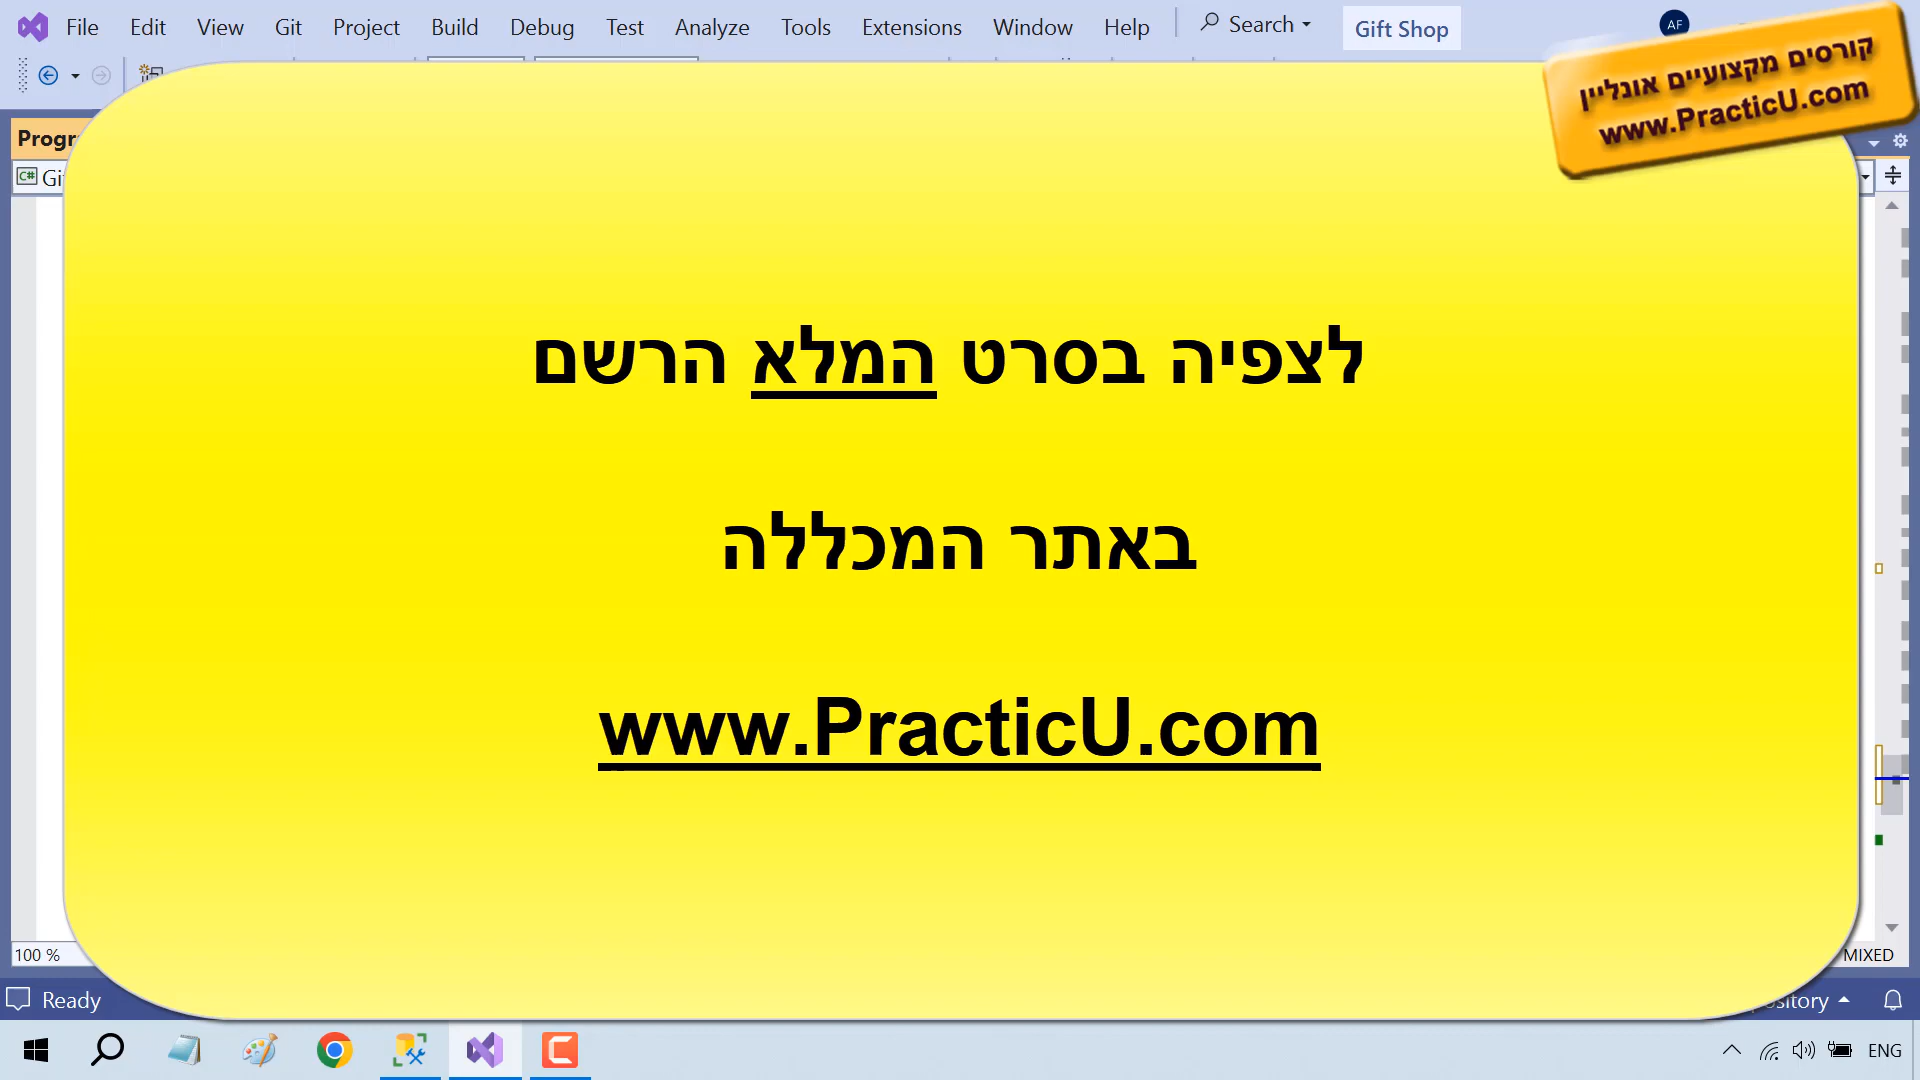 File Edit View Git Project Build Debug Test Analyze Tools Extensions Window Help Search Gift Shop AF
קורסים מקצועיים אונליין
www.PracticU.com
לצפיה בסרט המלא הרשם
באתר המכללה
www.PracticU.com
100 % MIXED
Ready
ENG